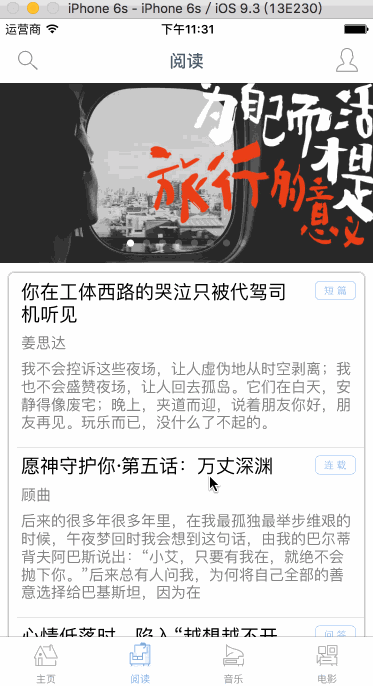 iPhone 6s - iPhone 6s / iOS 9.3 (13E230)
运营商 下午11:31
阅读
为自己而活
才是
旅行的意义
你在工体西路的哭泣只被代驾司 短篇
机听见
姜思达
我不会控诉这些夜场，让人虚伪地从时空剥离；我
也不会盛赞夜场，让人回去孤岛。它们在白天，安
静得像废宅；晚上，夹道而迎，说着朋友你好，朋
友再见。玩乐而已，没什么了不起的。
愿神守护你·第五话：万丈深渊 连载
顾曲
后来的很多年很多年里，在我最孤独最举步维艰的
时候，午夜梦回时我会想到这句话，由我的巴尔蒂
背夫阿巴斯说出：“小艾，只要有我在，就绝不会
抛下你。”后来总有人问我，为何将自己全部的善
意选择给巴基斯坦，因为在
心情低落时，陷入“越想越不开 问答
主页 阅读 音乐 电影